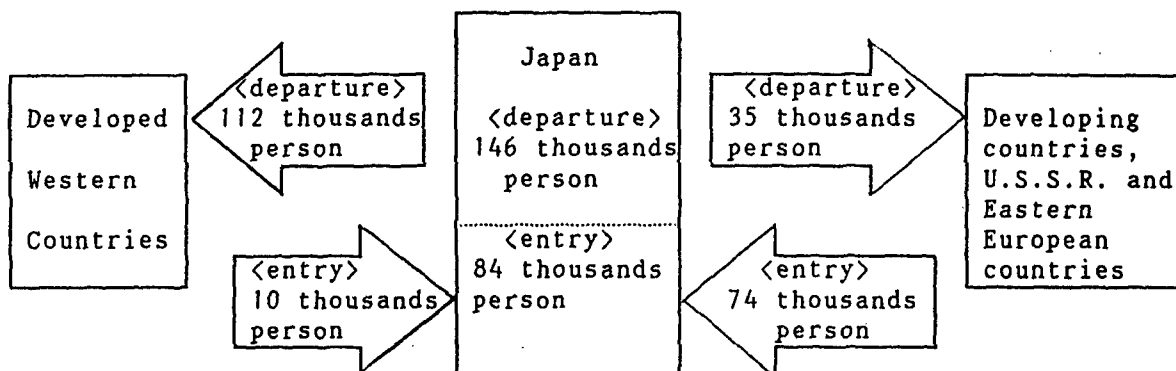 Developed
Western
Countries
<departure>
112 thousands
person
<entry>
10 thousands
person
Japan
<departure>
146 thousands
person
<entry>
84 thousands
person
<departure>
35 thousands
person
<entry>
74 thousands
person
Developing
countries,
U.S.S.R. and
Eastern
European
countries